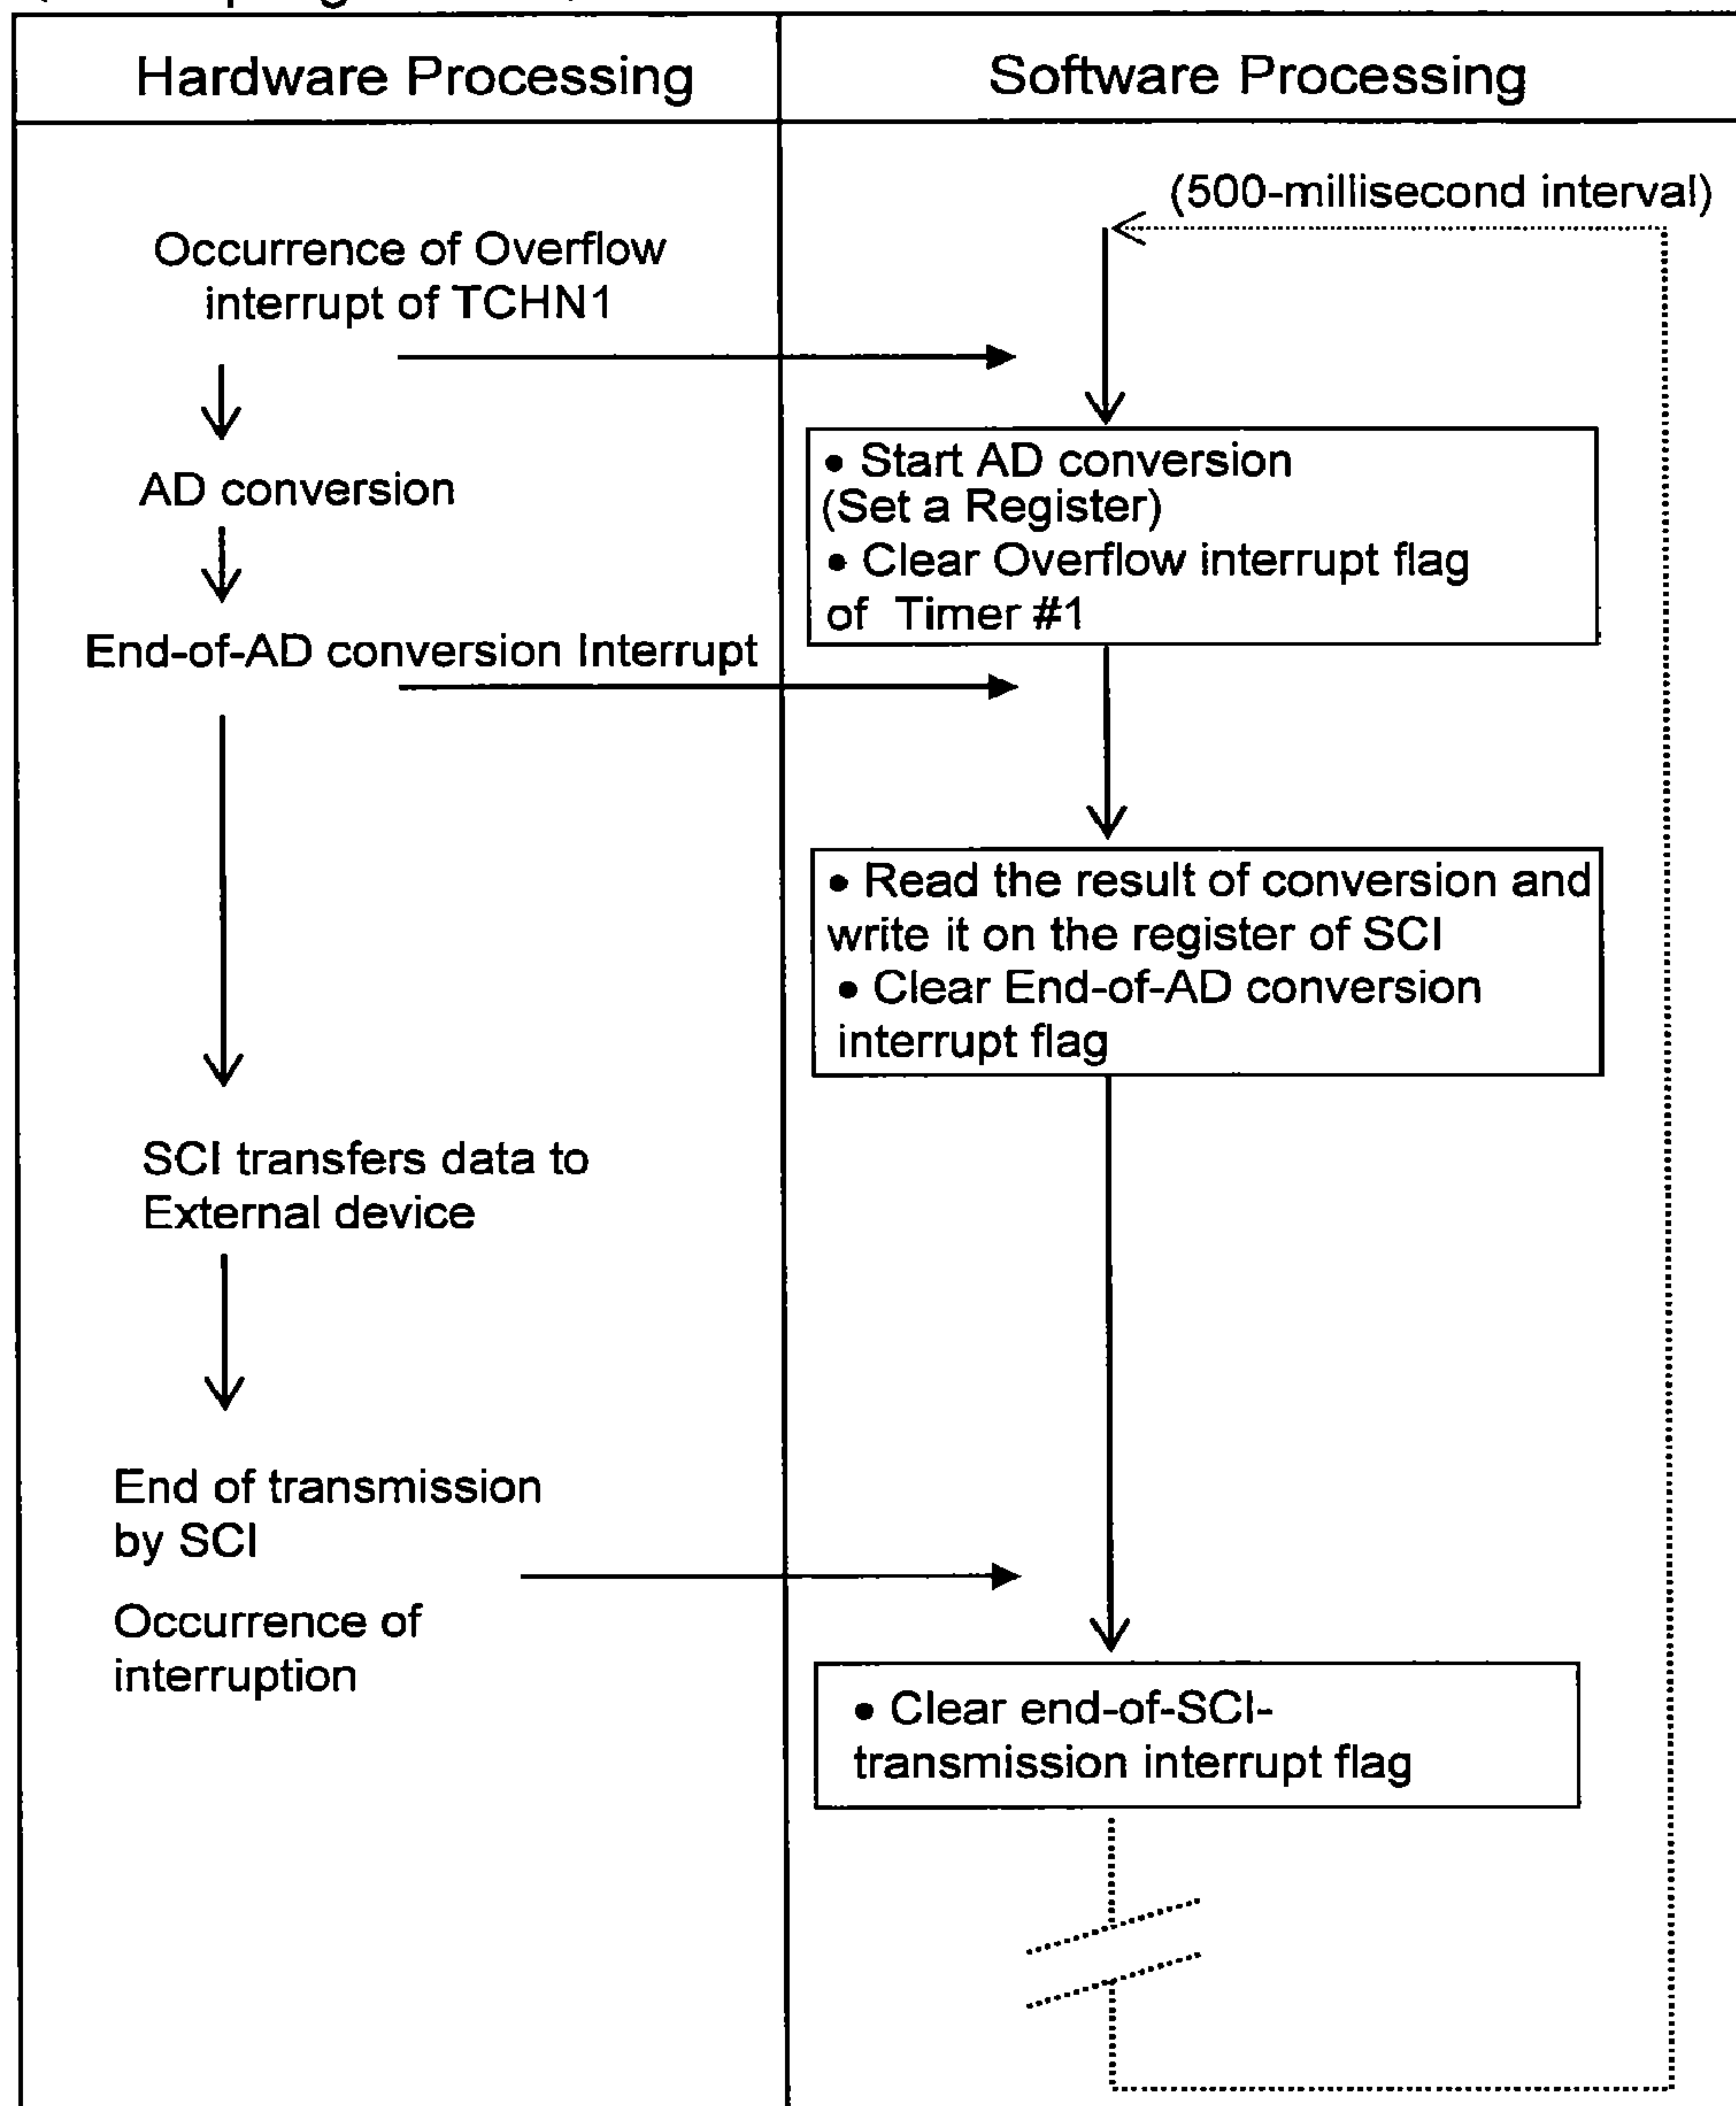 Hardware Processing
Software Processing
(500-millisecond interval)
Occurrence of Overflow
interrupt of TCHN1
AD conversion
• Start AD conversion
(Set a Register)
• Clear Overflow interrupt flag
of Timer #1
End-of-AD conversion Interrupt
• Read the result of conversion and
write it on the register of SCI
• Clear End-of-AD conversion
interrupt flag
SCI transfers data to
External device
End of transmission
by SCI
Occurrence of
interruption
• Clear end-of-SCI-
transmission interrupt flag